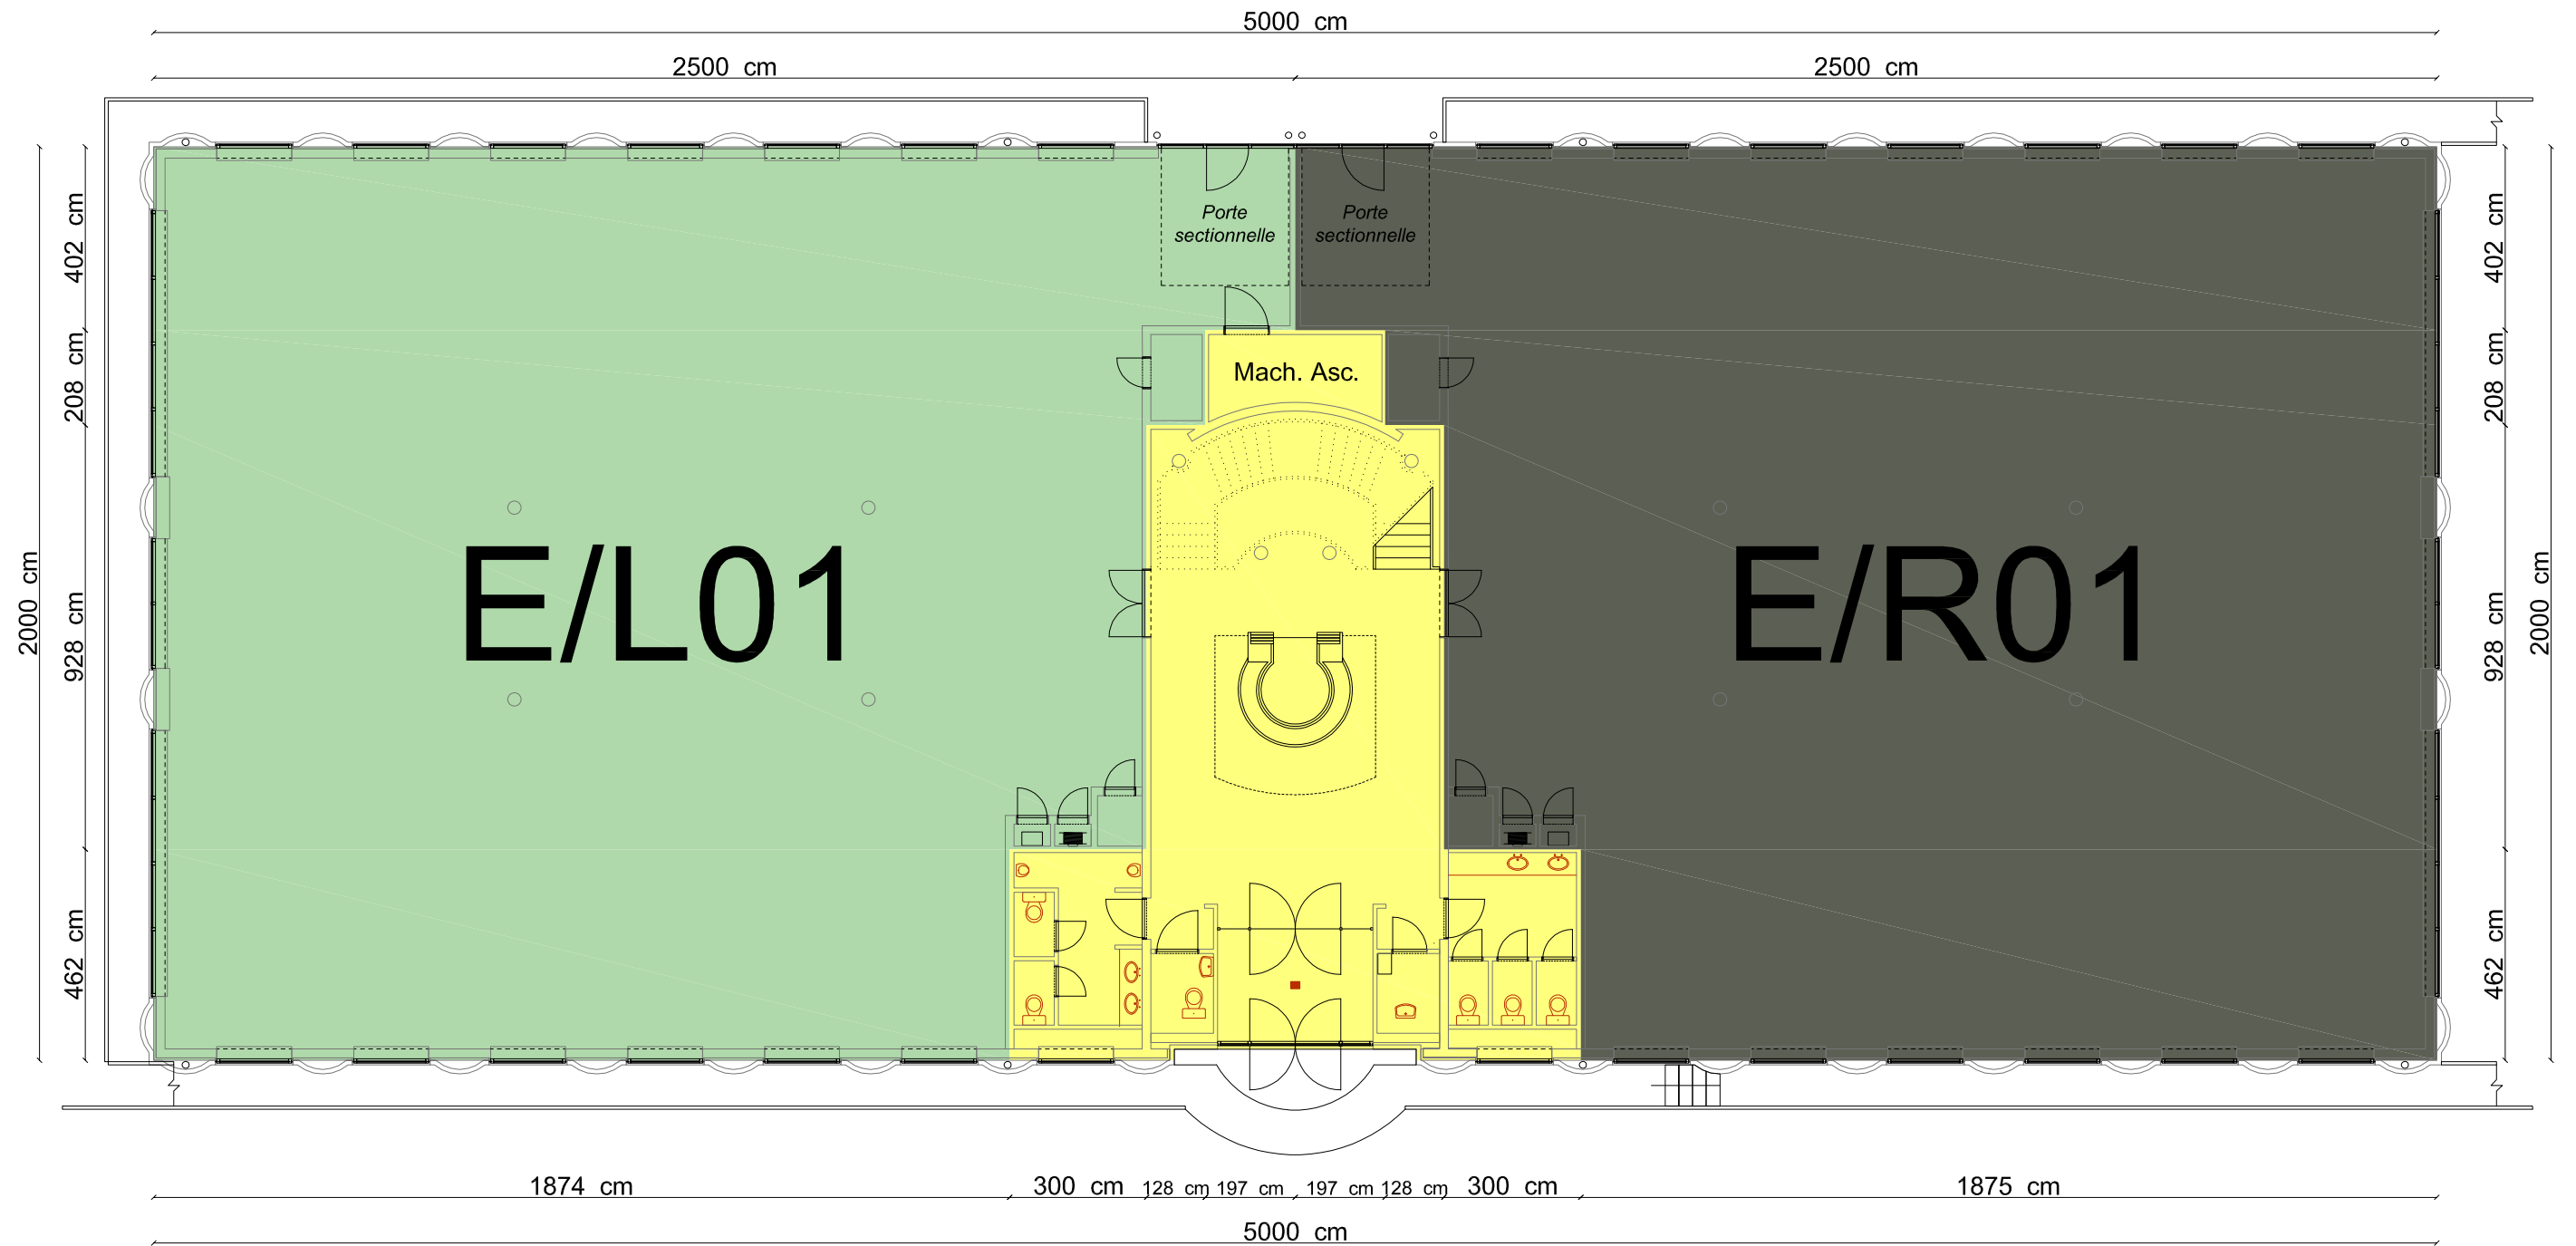 5000 cm
2500 cm
2500 cm
402 cm
208 cm
928 cm
462 cm
2000 cm
Porte
sectionnelle
Porte
sectionnelle
Mach. Asc.
E/L01
E/R01
402 cm
208 cm
928 cm
462 cm
2000 cm
1874 cm
300 cm
128 cm
197 cm
197 cm
128 cm
300 cm
1875 cm
5000 cm